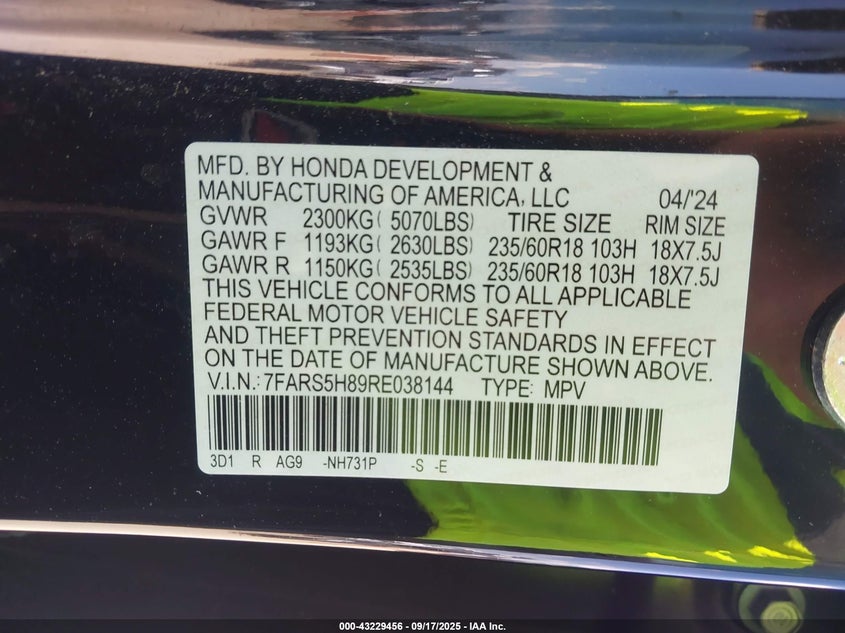 MFD. BY HONDA DEVELOPMENT &
MANUFACTURING OF AMERICA, LLC 04/'24
GVWR 2300KG ( 5070LBS) TIRE SIZE RIM SIZE
GAWR F 1193KG ( 2630LBS) 235/60R18 103H 18X7.5J
GAWR R 1150KG ( 2535LBS) 235/60R18 103H 18X7.5J
THIS VEHICLE CONFORMS TO ALL APPLICABLE
FEDERAL MOTOR VEHICLE SAFETY
AND THEFT PREVENTION STANDARDS IN EFFECT
ON THE DATE OF MANUFACTURE SHOWN ABOVE.
V.I.N.: 7FARS5H89RE038144 TYPE: MPV
3D1 R AG9 -NH731P -S -E
000-43229456 - 09/17/2025 - IAA Inc.